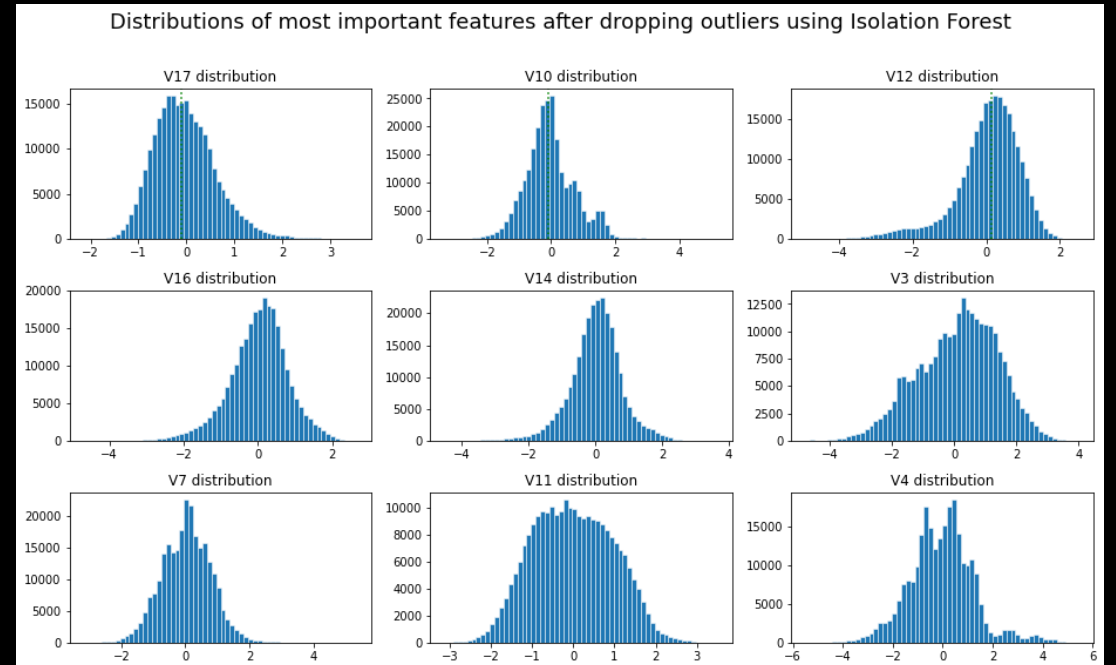 Distributions of most important features after dropping outliers using Isolation Forest
V17 distribution
15000
10000
5000
0
−2 −1 0 1 2 3
V10 distribution
25000
20000
15000
10000
5000
0
−2 0 2 4
V12 distribution
15000
10000
5000
0
−4 −2 0 2
V16 distribution
20000
15000
10000
5000
0
−4 −2 0 2
V14 distribution
20000
15000
10000
5000
0
−4 −2 0 2 4
V3 distribution
12500
10000
7500
5000
2500
0
−4 −2 0 2 4
V7 distribution
20000
15000
10000
5000
0
−2 0 2 4
V11 distribution
10000
8000
6000
4000
2000
0
−3 −2 −1 0 1 2 3
V4 distribution
15000
10000
5000
0
−6 −4 −2 0 2 4 6